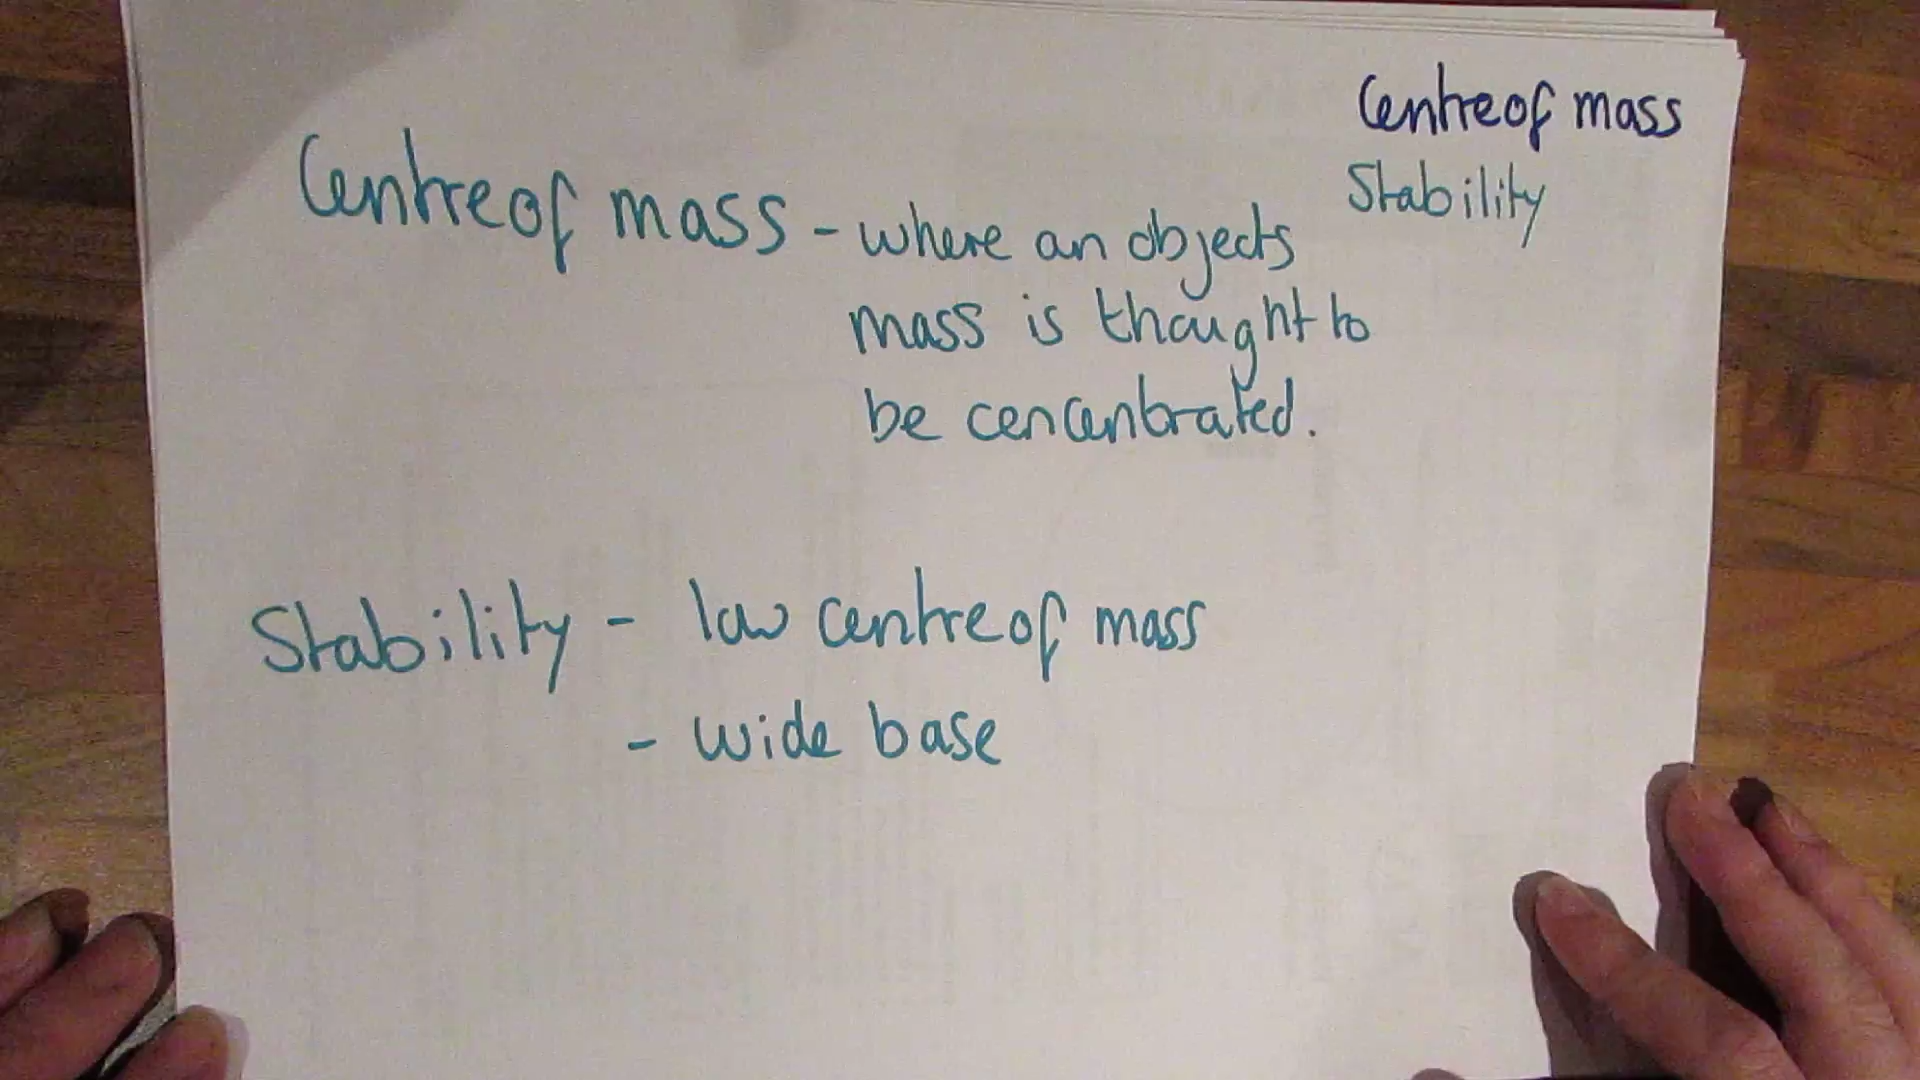 Centre of mass
Stability
Centre of mass - where an objects
mass is thought to
be cencentrated.
Stability - low centre of mass
- wide base